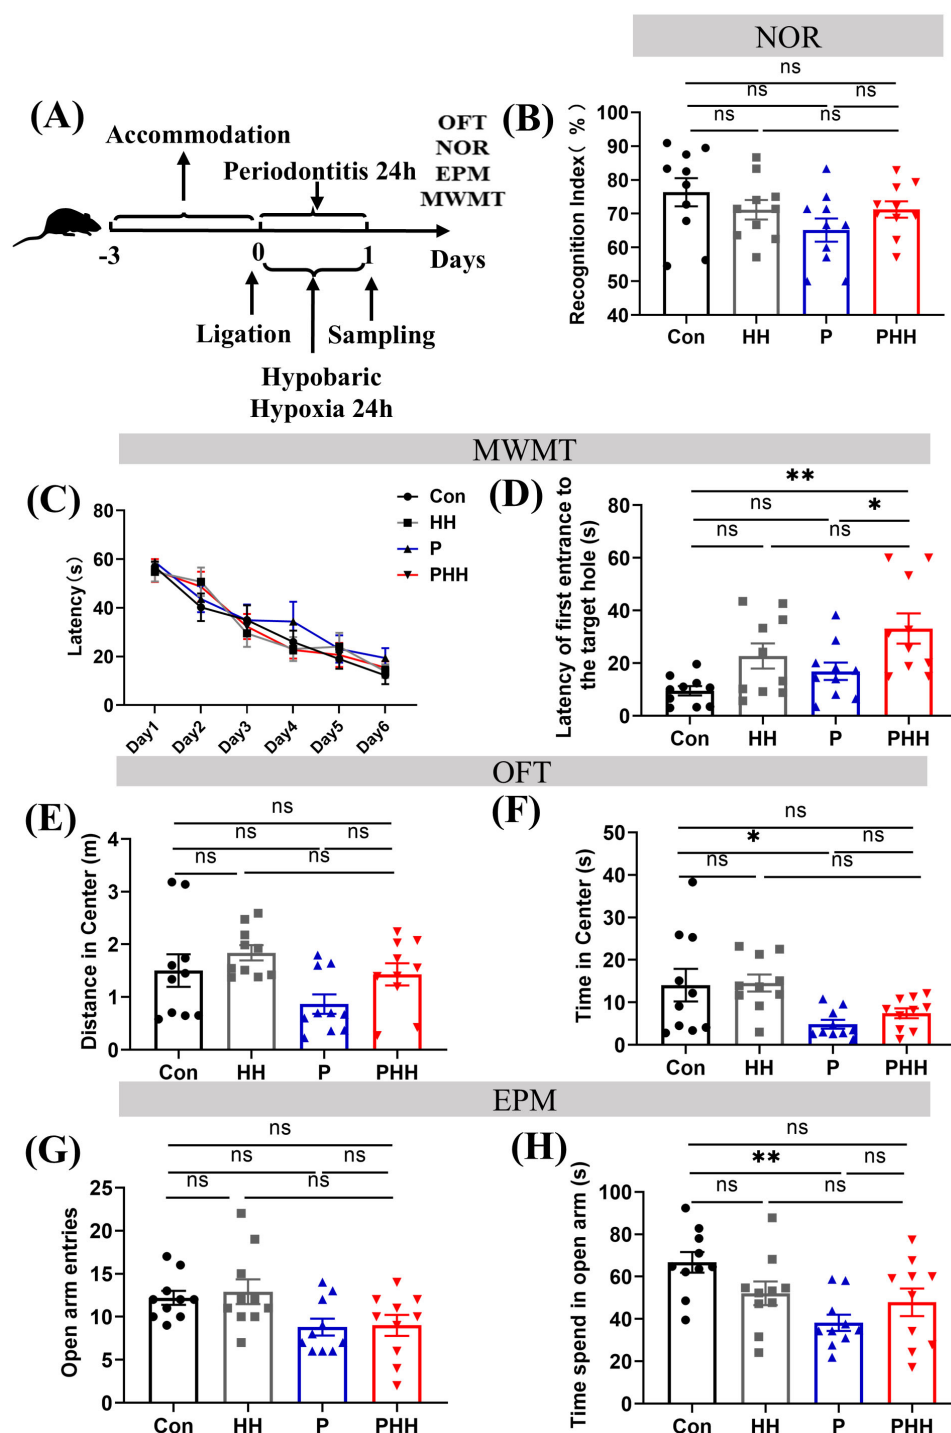 NOR
(A)
Accommodation
Periodontitis 24h
OFT
NOR
EPM
MWMT
-3
0
1
Days
Ligation
Sampling
Hypobaric
Hypoxia 24h
(B)
ns
ns
ns
ns
ns
Recognition Index( %)
100
90
80
70
60
50
40
Con
HH
P
PHH
MWMT
(C)
Latency(s)
80
60
40
20
0
Day1
Day2
Day3
Day4
Day5
Day6
Con
HH
P
PHH
(D)
**
ns
*
ns
ns
Latency of first entrance to
the target hole (s)
80
60
40
20
0
Con
HH
P
PHH
OFT
(E)
ns
ns
ns
ns
ns
Distance in Center (m)
4
3
2
1
0
Con
HH
P
PHH
(F)
ns
*
ns
ns
ns
Time in Center (s)
50
40
30
20
10
0
Con
HH
P
PHH
EPM
(G)
ns
ns
ns
ns
ns
Open arm entries
25
20
15
10
5
0
Con
HH
P
PHH
(H)
ns
**
ns
ns
ns
Time spend in open arm (s)
100
80
60
40
20
0
Con
HH
P
PHH